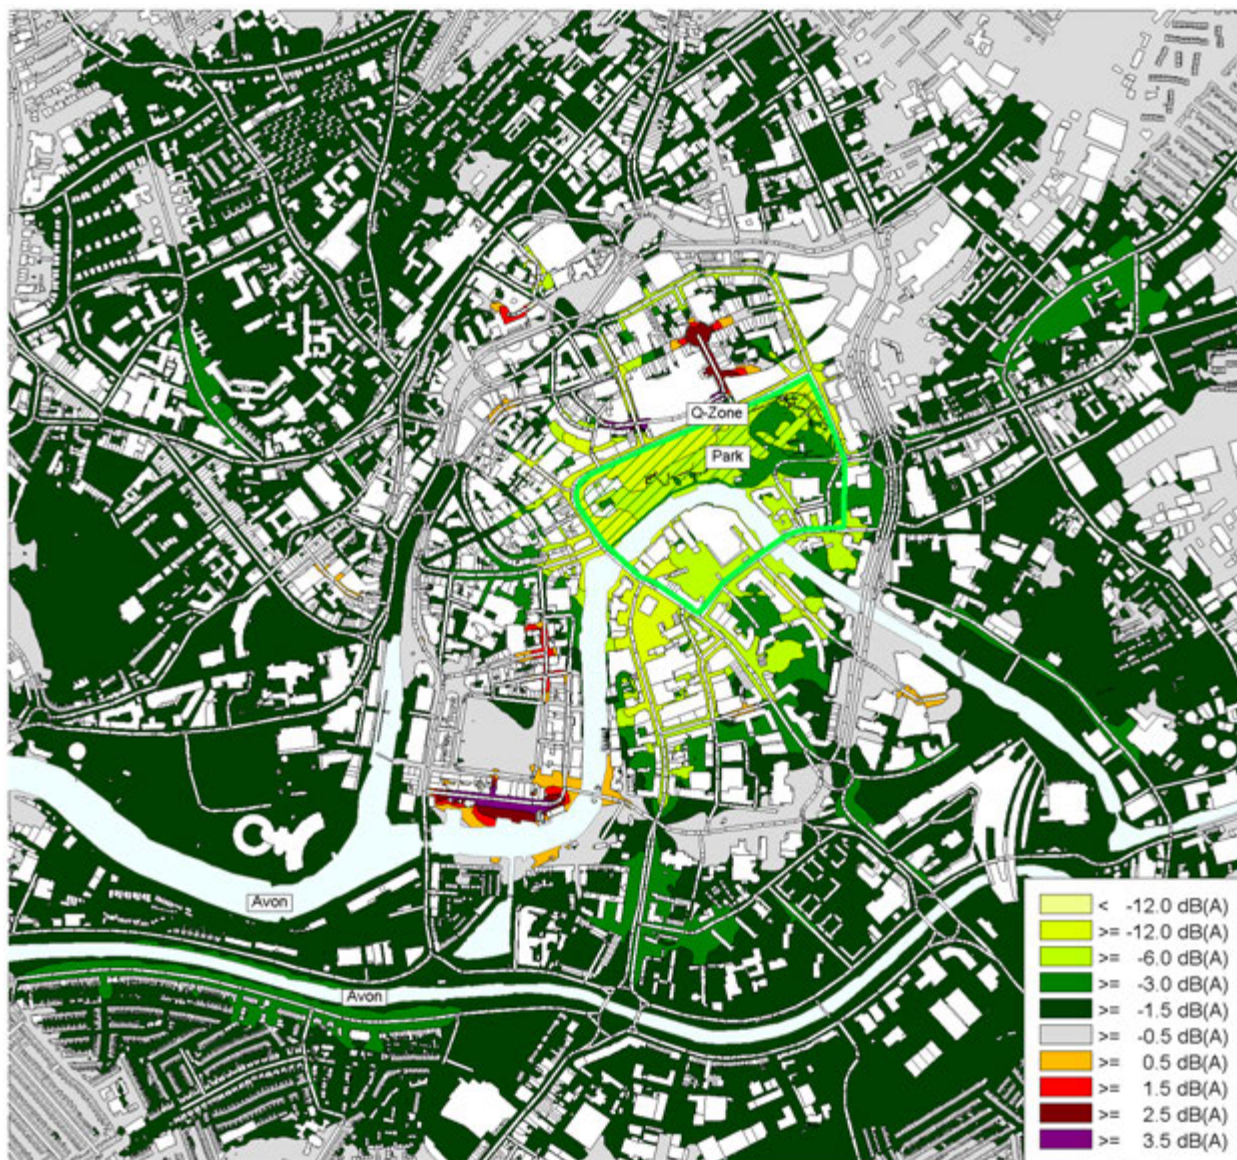 Q-Zone
Park
Avon
Avon
< -12.0 dB(A)
>= -12.0 dB(A)
>= -6.0 dB(A)
>= -3.0 dB(A)
>= -1.5 dB(A)
>= -0.5 dB(A)
>= 0.5 dB(A)
>= 1.5 dB(A)
>= 2.5 dB(A)
>= 3.5 dB(A)